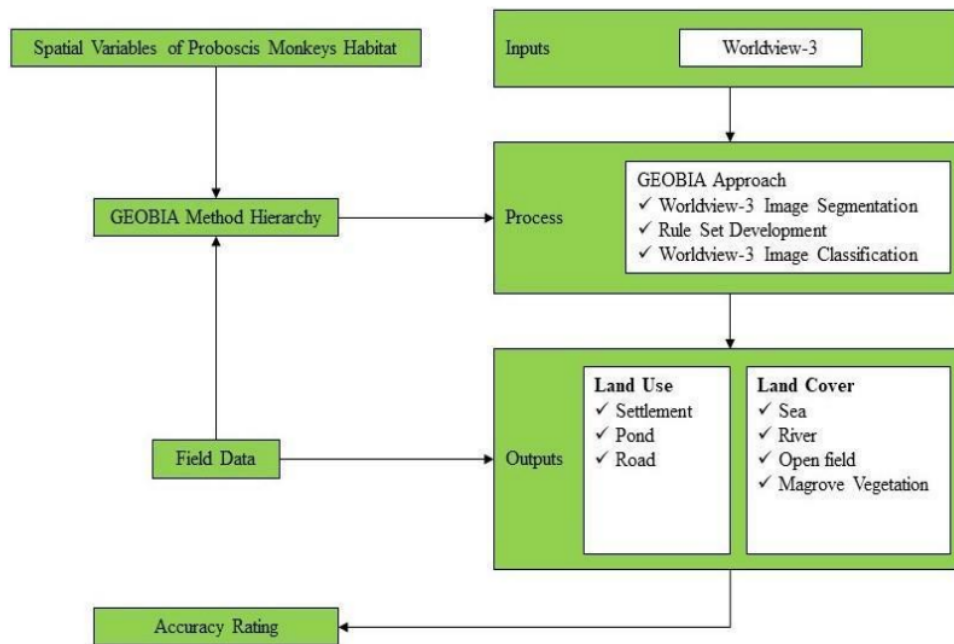 Spatial Variables of Proboscis Monkeys Habitat
Inputs
Worldview-3
GEOBIA Method Hierarchy
Process
GEOBIA Approach
✓ Worldview-3 Image Segmentation
✓ Rule Set Development
✓ Worldview-3 Image Classification
Field Data
Outputs
Land Use
✓ Settlement
✓ Pond
✓ Road
Land Cover
✓ Sea
✓ River
✓ Open field
✓ Magrove Vegetation
Accuracy Rating